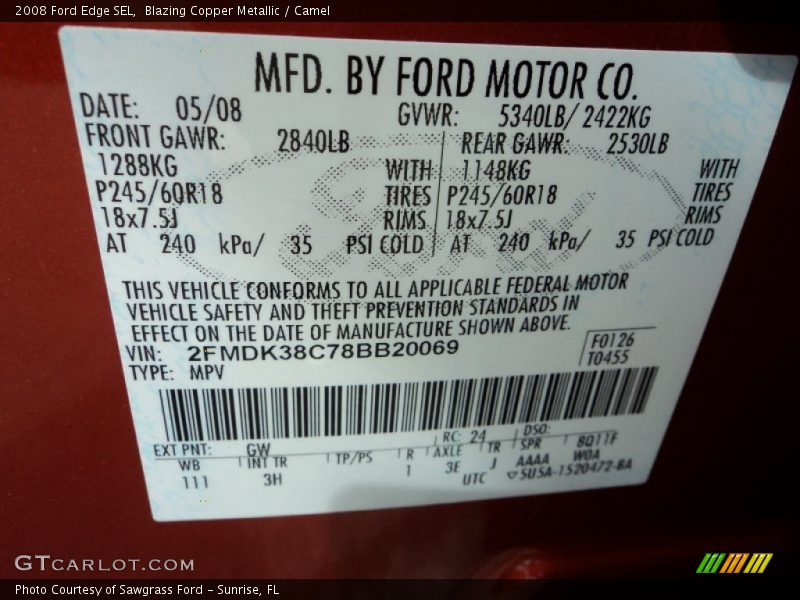 2008 Ford Edge SEL,  Blazing Copper Metallic / Camel
MFD. BY FORD MOTOR CO.
DATE: 05/08 GVWR: 5340LB/ 2422KG
FRONT GAWR: 2840LB REAR GAWR: 2530LB
1288KG WITH 1148KG WITH
P245/60R18 TIRES P245/60R18 TIRES
18x7.5J RIMS 18x7.5J RIMS
AT 240 kPa/ 35 PSI COLD AT 240 kPa/ 35 PSI COLD
THIS VEHICLE CONFORMS TO ALL APPLICABLE FEDERAL MOTOR
VEHICLE SAFETY AND THEFT PREVENTION STANDARDS IN
EFFECT ON THE DATE OF MANUFACTURE SHOWN ABOVE.
VIN: 2FMDK38C78BB20069 F0126
TYPE: MPV T0455
EXT PNT: GW RC: 24 DSO: 8Q11F
WB INT TR TP/PS R AXLE TR SPR W0A
111 3H 1 3E J AAAA
UTC ▽5U5A-1520472-BA
GTCARLOT.COM
Photo Courtesy of Sawgrass Ford - Sunrise, FL